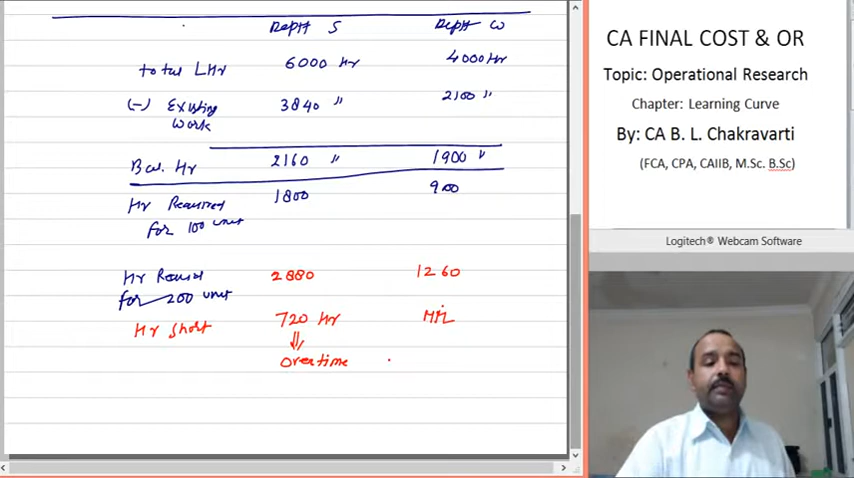 Deptt S Deptt W
total LHr 6000 Hr 4000 Hr
(-) Existing Work 3840 " 2100 "
Bal. Hr 2160 " 1900 "
Hr Required for 100 unit 1800 900
Hr Required for 200 unit 2880 1260
Hr Short 720 Hr NIL
Overtime
CA FINAL COST & OR
Topic: Operational Research
Chapter: Learning Curve
By: CA B. L. Chakravarti
(FCA, CPA, CAIIB, M.Sc. B.Sc)
Logitech® Webcam Software